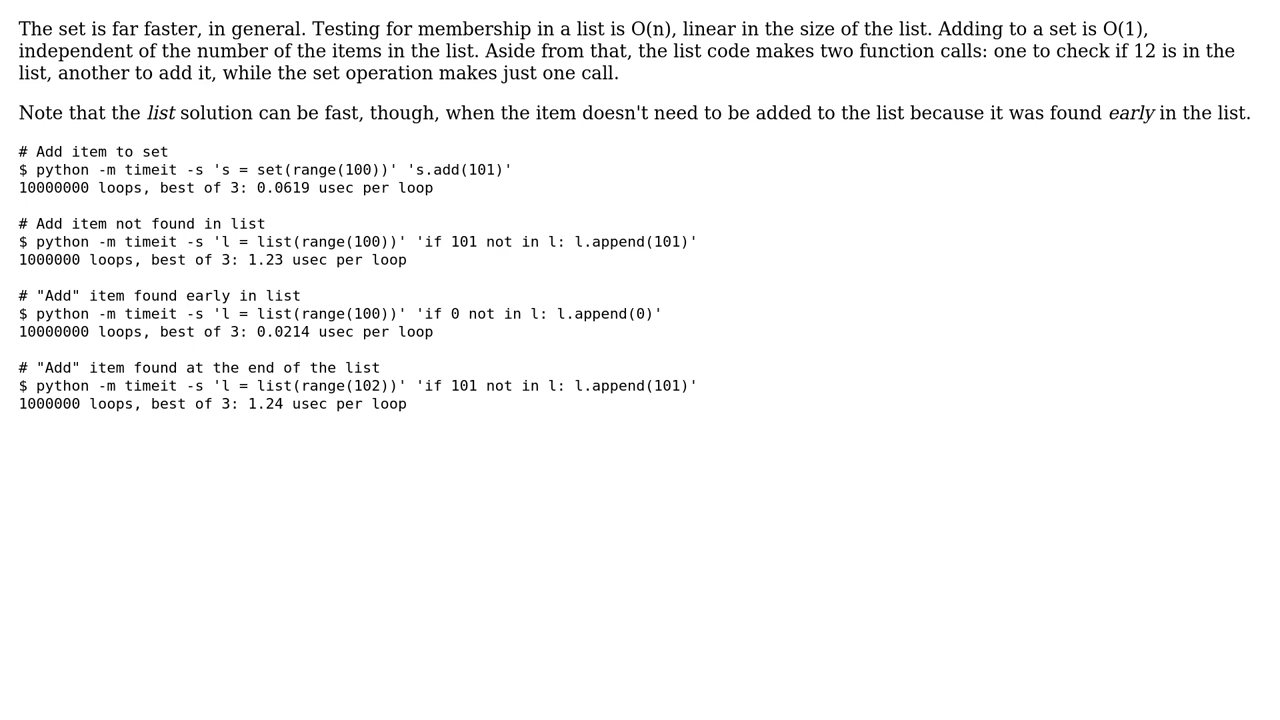 The set is far faster, in general. Testing for membership in a list is O(n), linear in the size of the list. Adding to a set is O(1),
independent of the number of the items in the list. Aside from that, the list code makes two function calls: one to check if 12 is in the
list, another to add it, while the set operation makes just one call.
Note that the list solution can be fast, though, when the item doesn't need to be added to the list because it was found early in the list.
# Add item to set
$ python -m timeit -s 's = set(range(100))' 's.add(101)'
10000000 loops, best of 3: 0.0619 usec per loop
# Add item not found in list
$ python -m timeit -s 'l = list(range(100))' 'if 101 not in l: l.append(101)'
1000000 loops, best of 3: 1.23 usec per loop
# "Add" item found early in list
$ python -m timeit -s 'l = list(range(100))' 'if 0 not in l: l.append(0)'
10000000 loops, best of 3: 0.0214 usec per loop
# "Add" item found at the end of the list
$ python -m timeit -s 'l = list(range(102))' 'if 101 not in l: l.append(101)'
1000000 loops, best of 3: 1.24 usec per loop